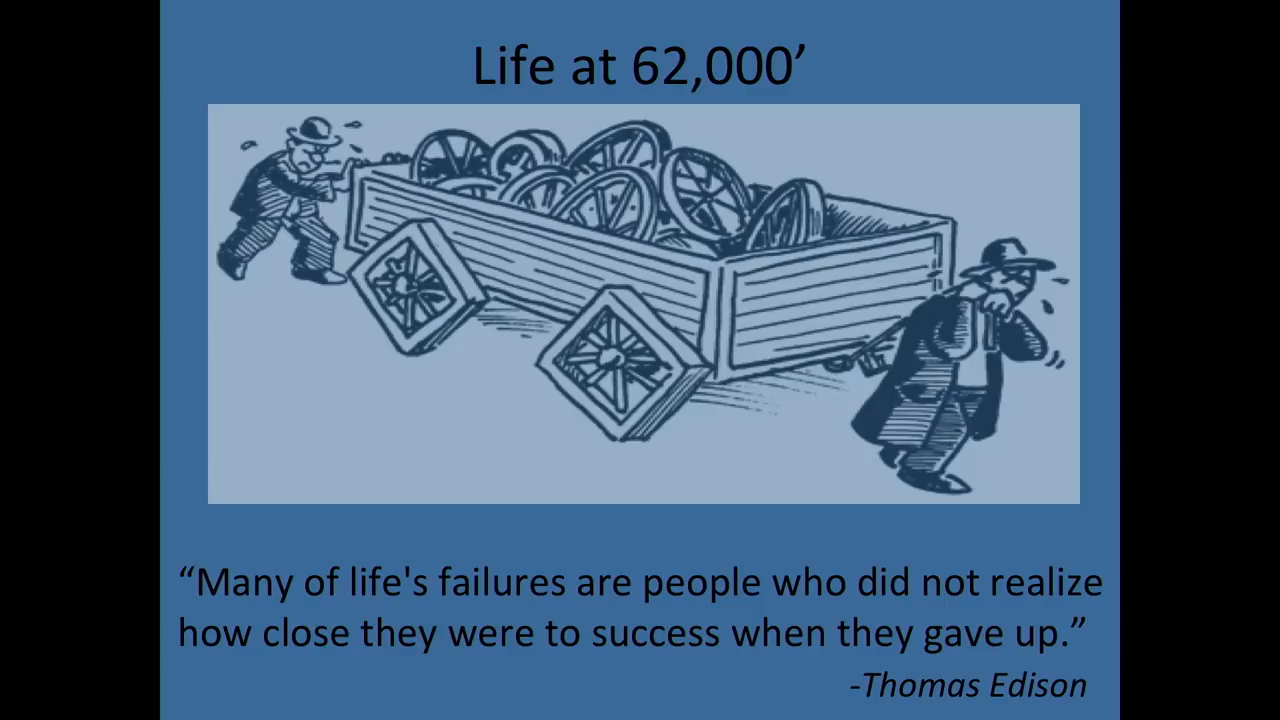 Life at 62,000’
“Many of life's failures are people who did not realize
how close they were to success when they gave up.”
-Thomas Edison